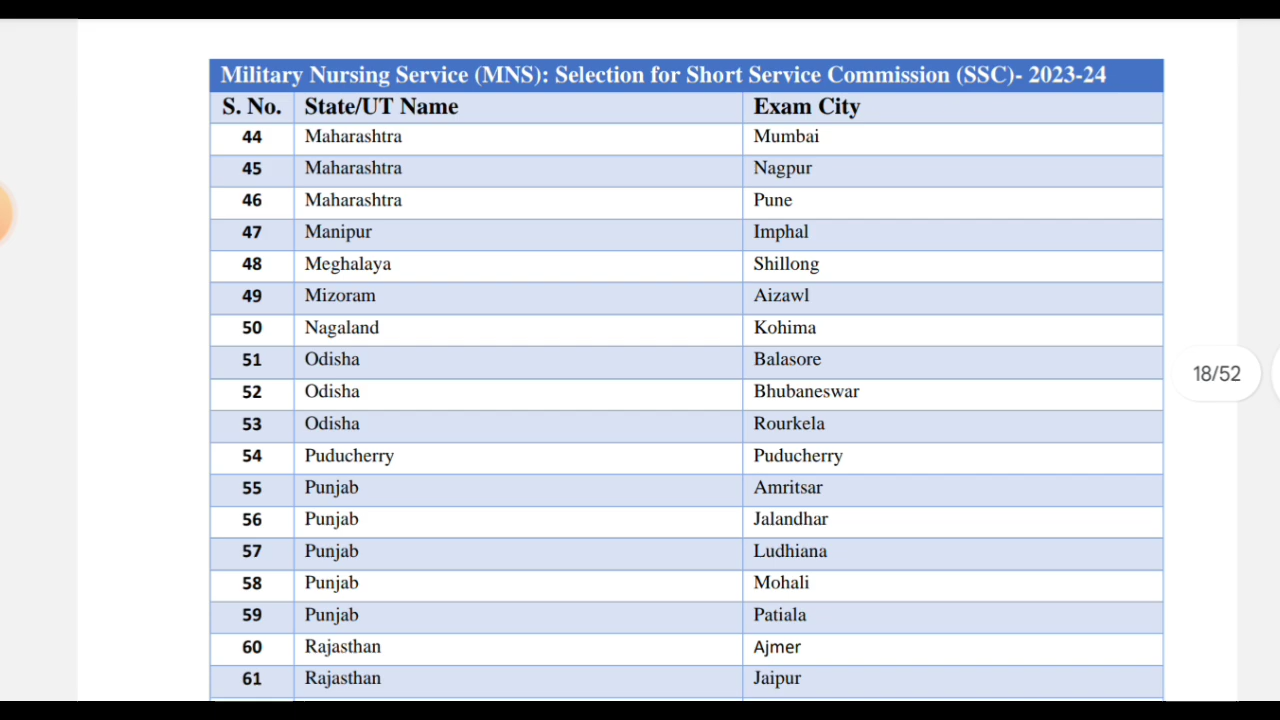 Military Nursing Service (MNS): Selection for Short Service Commission (SSC)- 2023-24
S. No. State/UT Name Exam City
44 Maharashtra Mumbai
45 Maharashtra Nagpur
46 Maharashtra Pune
47 Manipur Imphal
48 Meghalaya Shillong
49 Mizoram Aizawl
50 Nagaland Kohima
51 Odisha Balasore
52 Odisha Bhubaneswar
53 Odisha Rourkela
54 Puducherry Puducherry
55 Punjab Amritsar
56 Punjab Jalandhar
57 Punjab Ludhiana
58 Punjab Mohali
59 Punjab Patiala
60 Rajasthan Ajmer
61 Rajasthan Jaipur
18/52